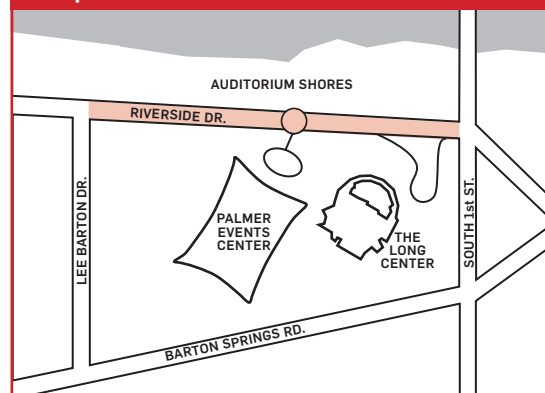 AUDITORIUM SHORES
RIVERSIDE DR.
LEE BARTON DR.
PALMER
EVENTS
CENTER
THE
LONG
CENTER
SOUTH 1st ST.
BARTON SPRINGS RD.